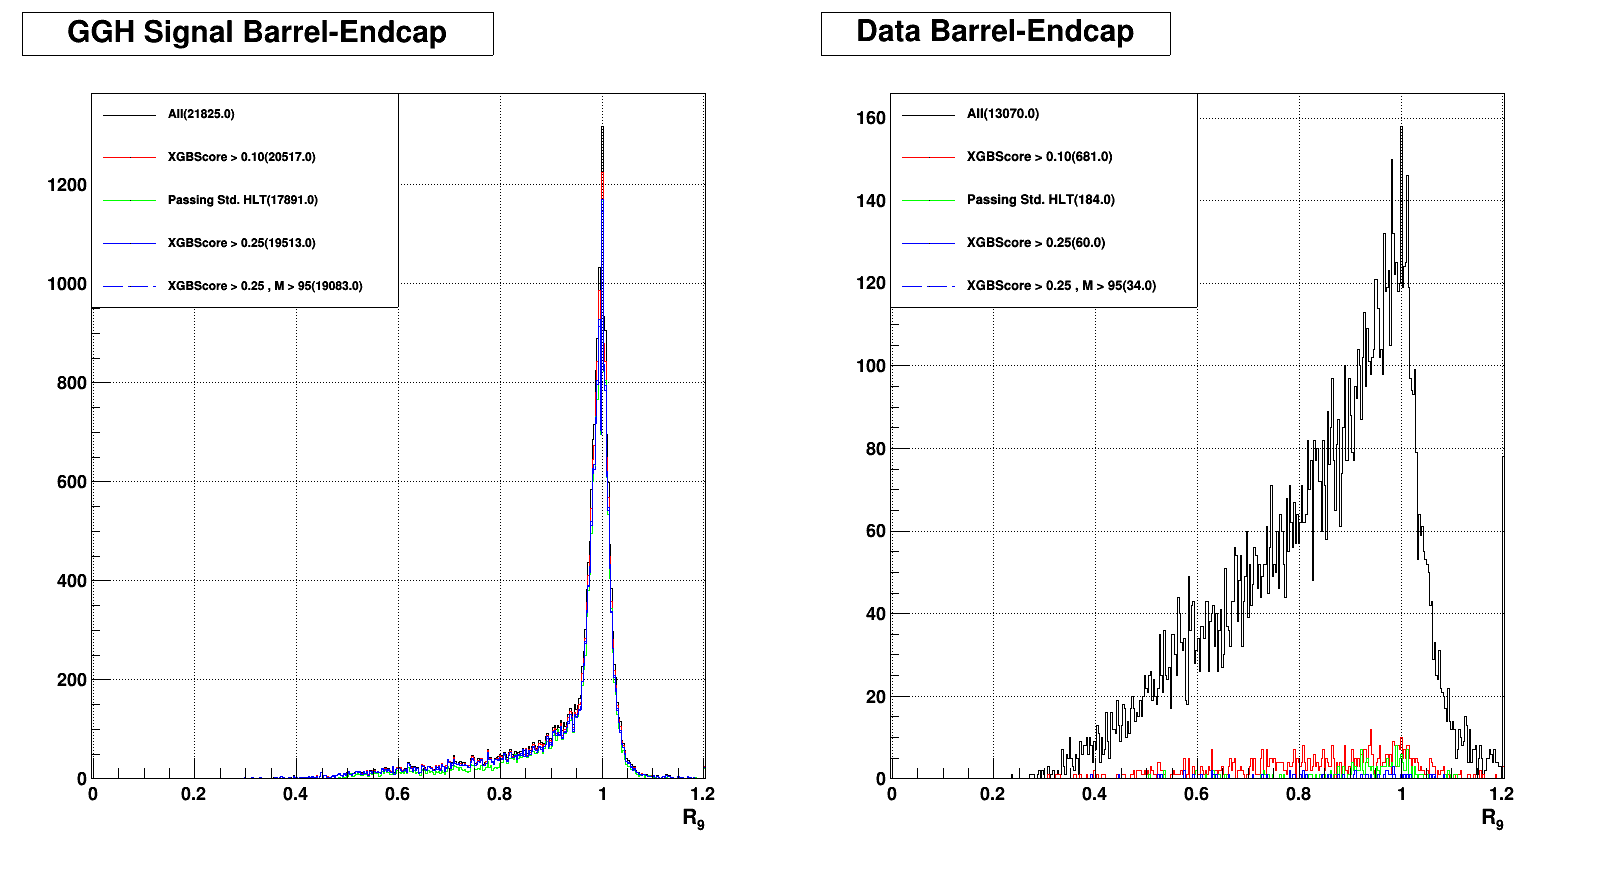 GGH Signal Barrel-Endcap
All(21825.0)
XGBScore > 0.10(20517.0)
Passing Std. HLT(17891.0)
XGBScore > 0.25(19513.0)
XGBScore > 0.25 , M > 95(19083.0)
1200
1000
800
600
400
200
0
0 0.2 0.4 0.6 0.8 1 1.2
R9
Data Barrel-Endcap
All(13070.0)
XGBScore > 0.10(681.0)
Passing Std. HLT(184.0)
XGBScore > 0.25(60.0)
XGBScore > 0.25 , M > 95(34.0)
160
140
120
100
80
60
40
20
0
0 0.2 0.4 0.6 0.8 1 1.2
R9